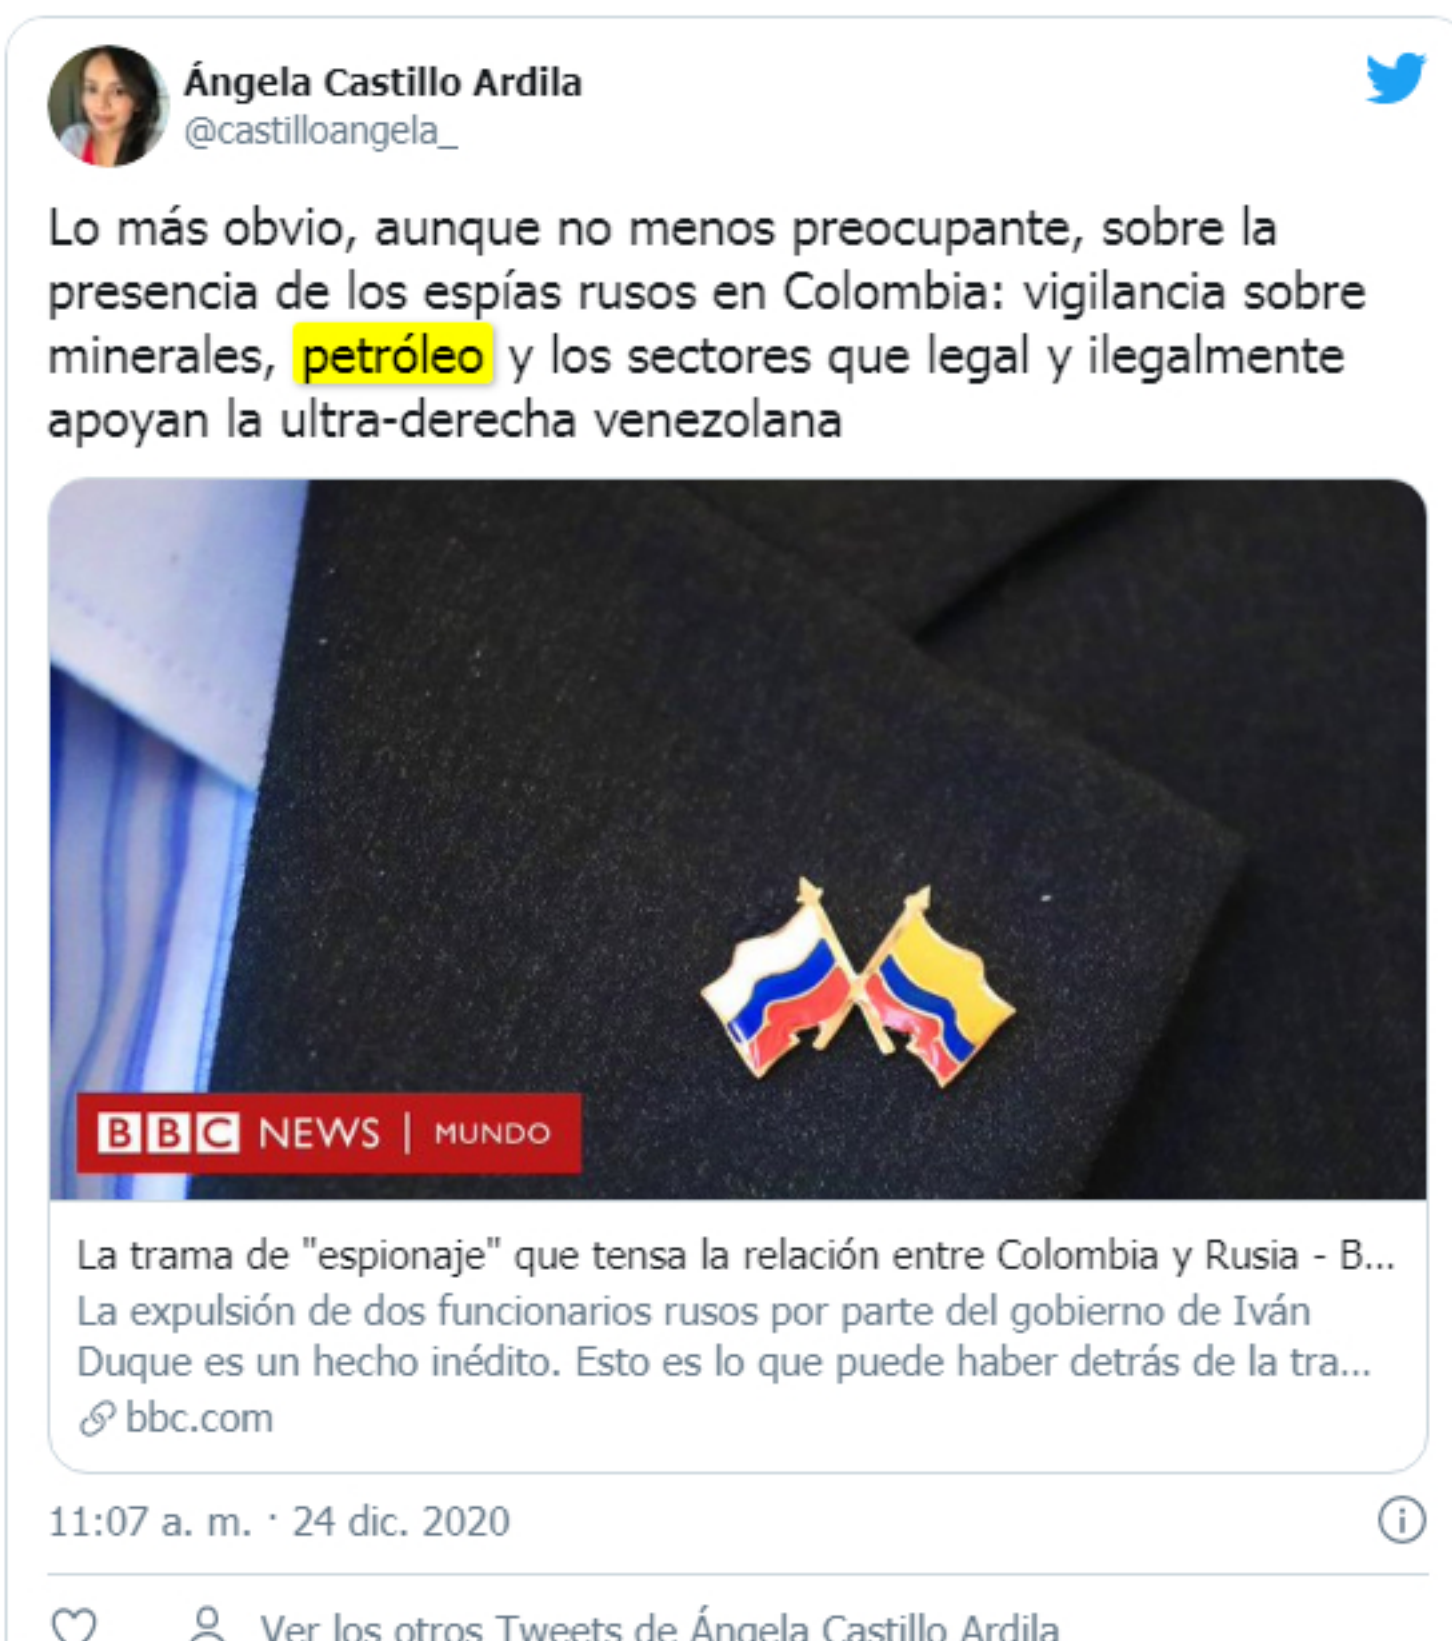 Ángela Castillo Ardila
@castilloangela_
Lo más obvio, aunque no menos preocupante, sobre la
presencia de los espías rusos en Colombia: vigilancia sobre
minerales, petróleo y los sectores que legal y ilegalmente
apoyan la ultra-derecha venezolana
BBC NEWS | MUNDO
La trama de "espionaje" que tensa la relación entre Colombia y Rusia - B...
La expulsión de dos funcionarios rusos por parte del gobierno de Iván
Duque es un hecho inédito. Esto es lo que puede haber detrás de la tra...
bbc.com
11:07 a. m. · 24 dic. 2020
Ver los otros Tweets de Ángela Castillo Ardila